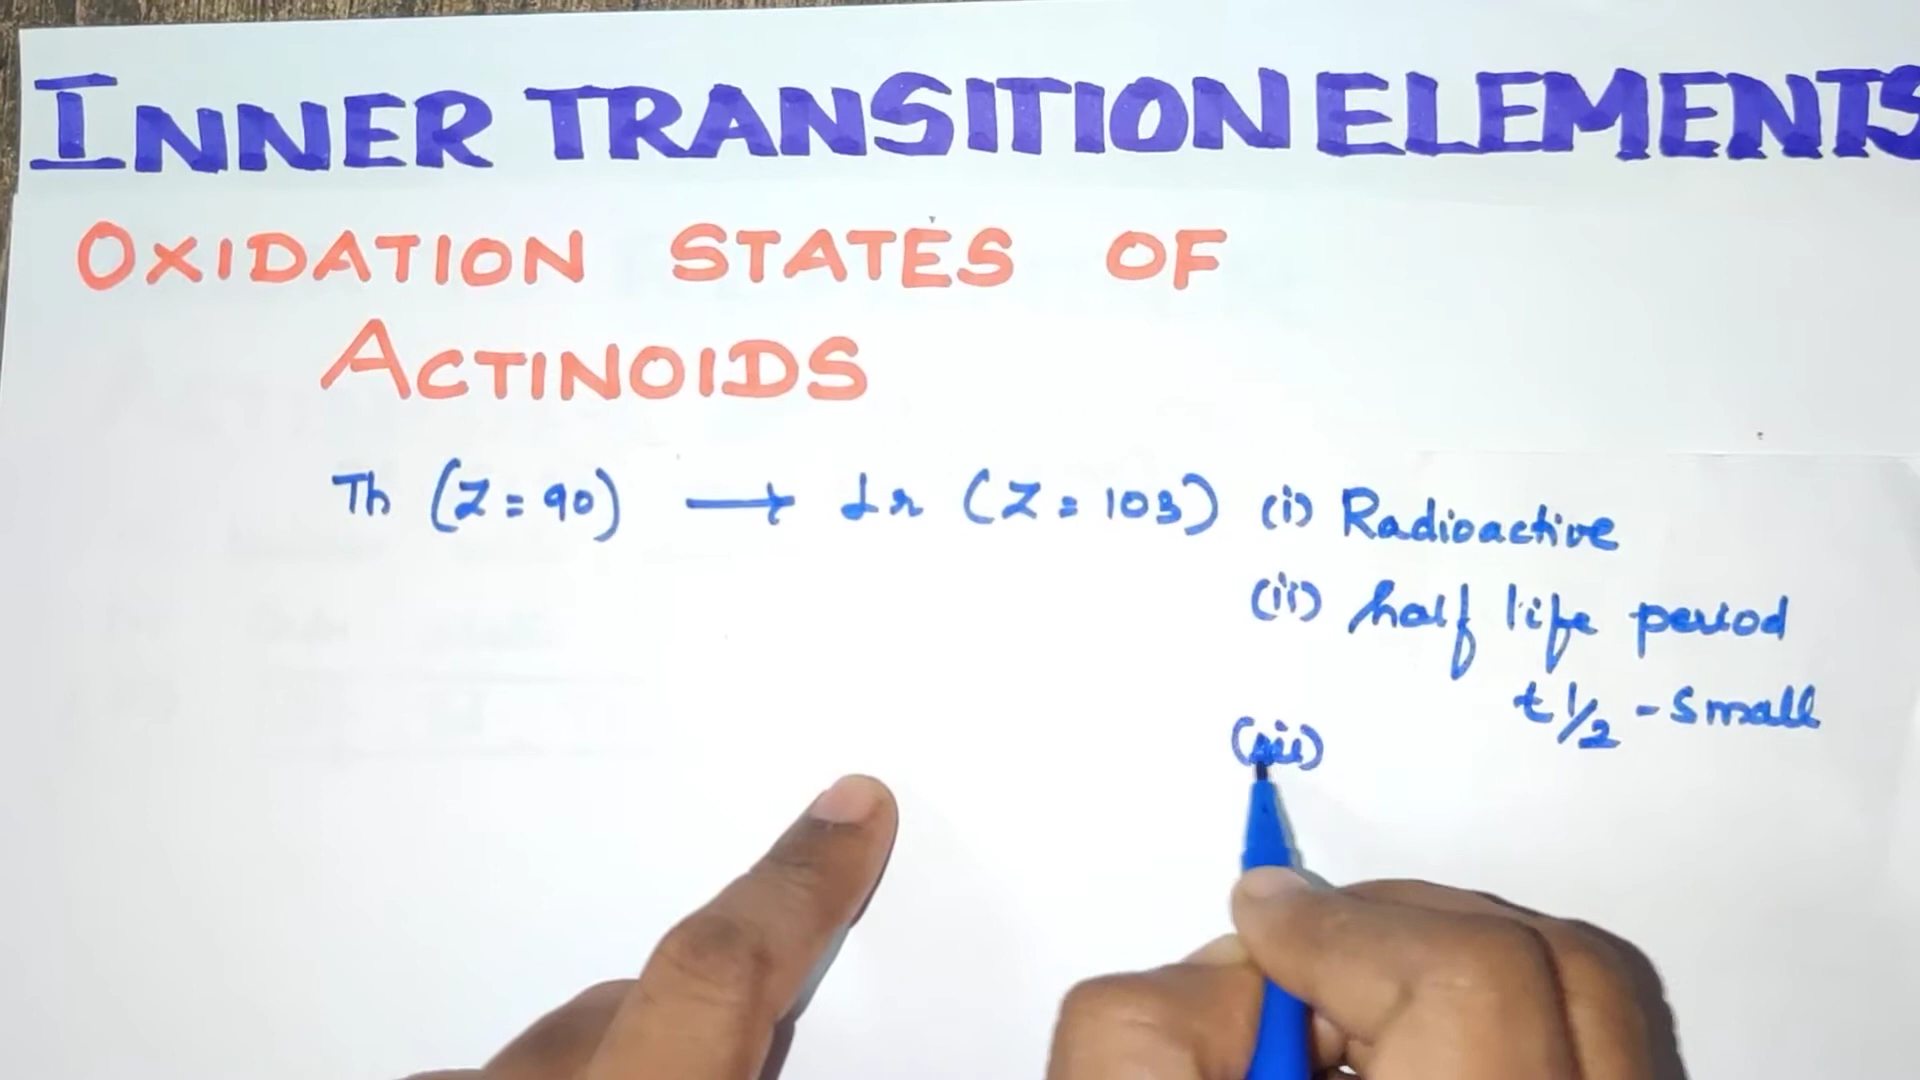 INNER TRANSITION ELEMENTS
OXIDATION STATES OF
ACTINOIDS
Th (Z = 90) → Lr (Z = 103) (i) Radioactive
(ii) half life period
t 1/2 - Small
(iii)